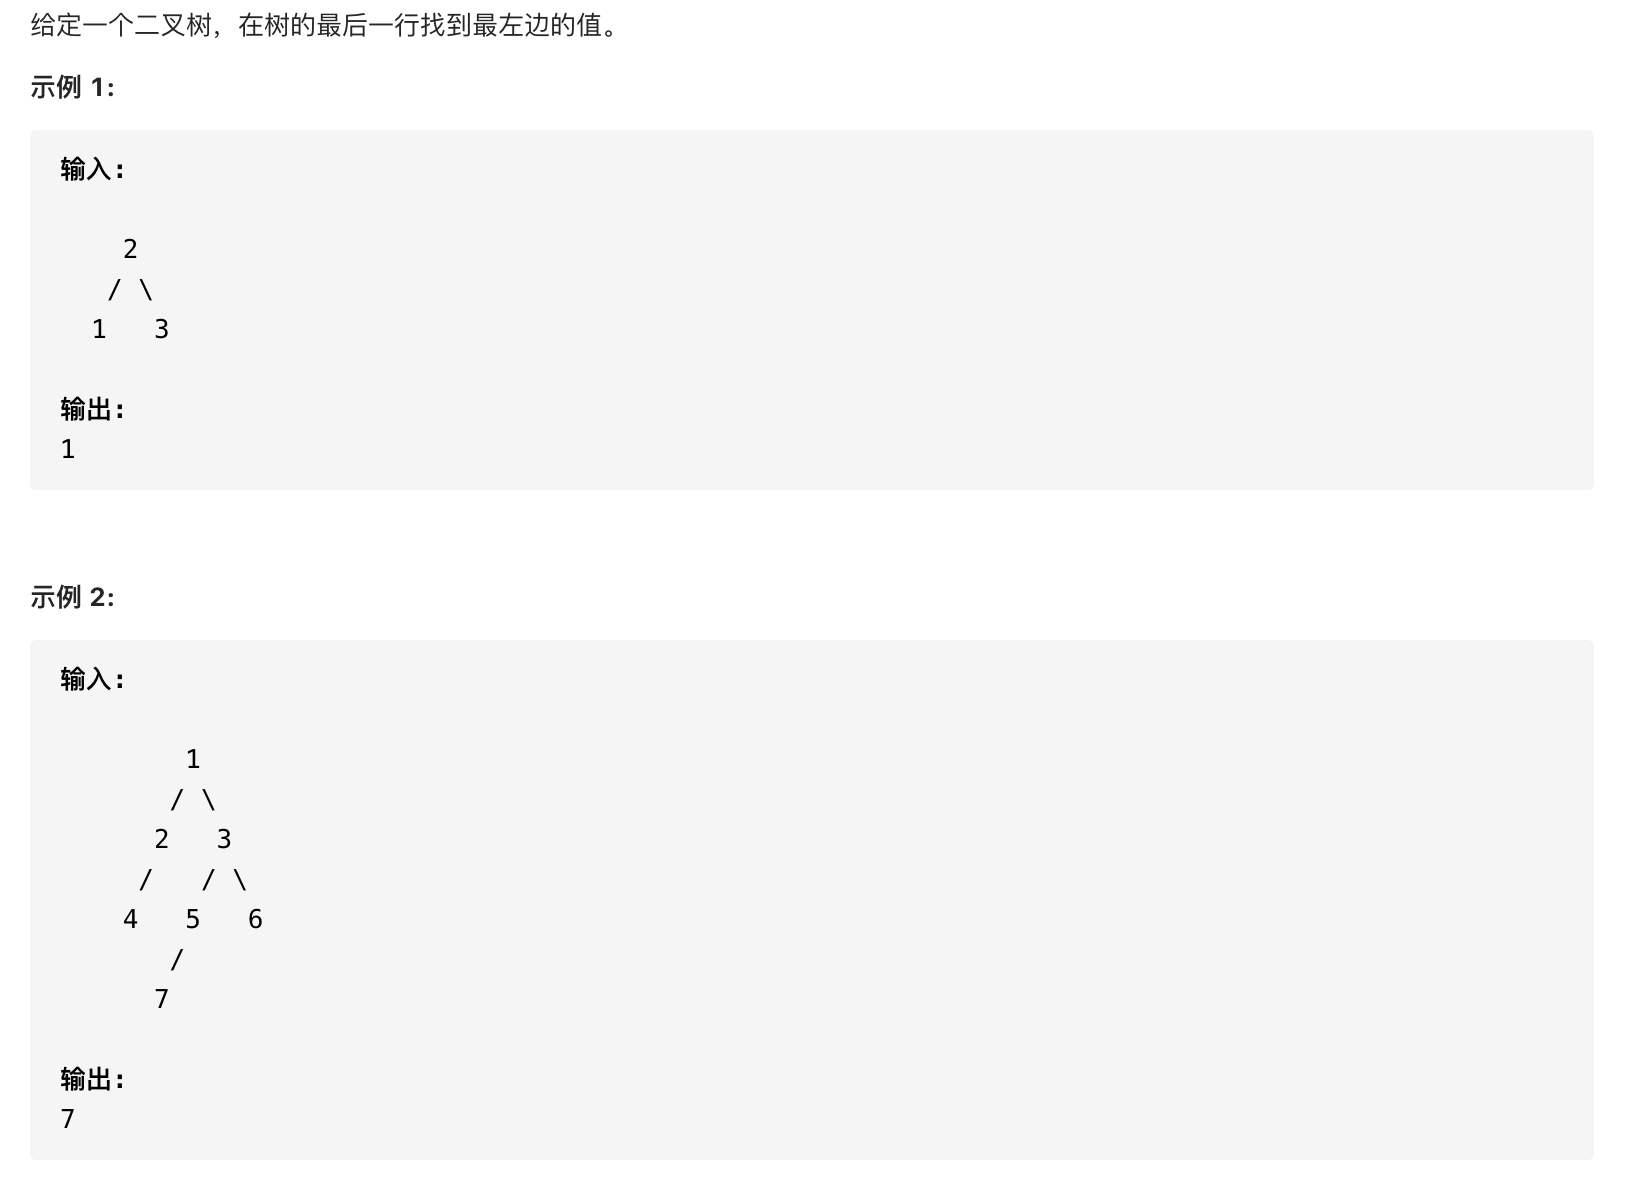 给定一个二叉树，在树的最后一行找到最左边的值。
示例 1:
输入:
2
/ \
1 3
输出:
1
示例 2:
输入:
1
/ \
2 3
/ / \
4 5 6
/
7
输出:
7